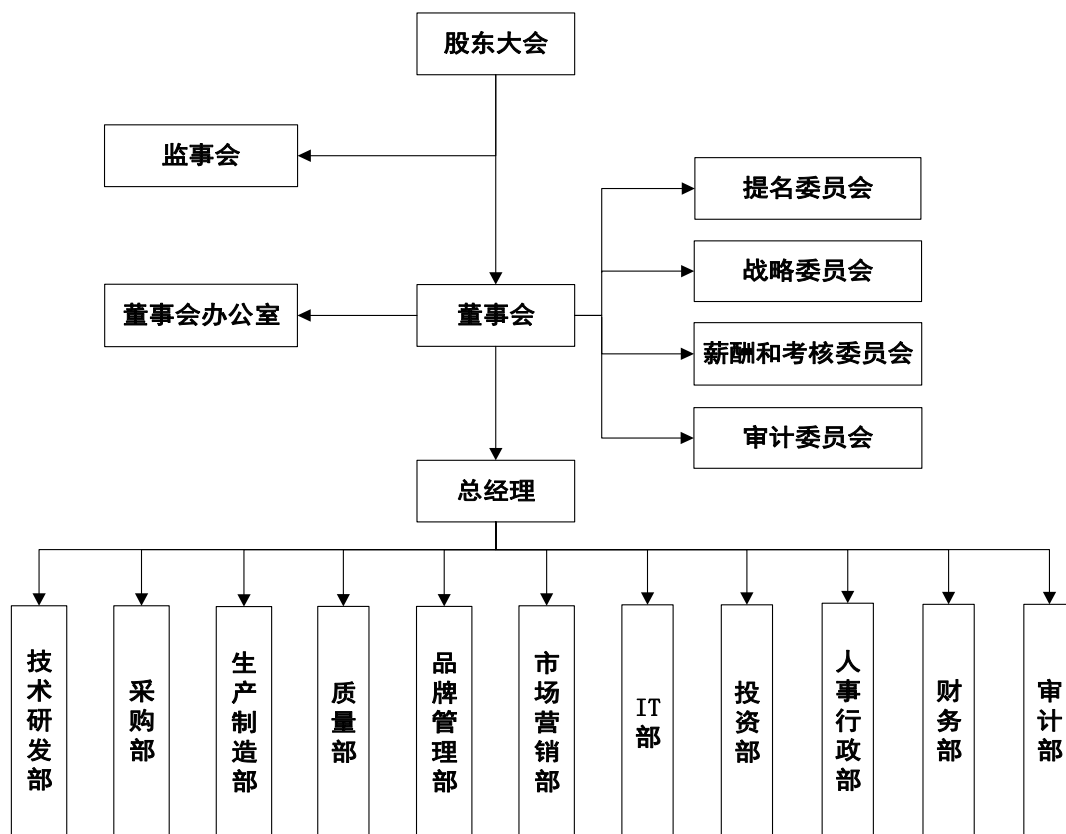 股东大会
监事会
提名委员会
战略委员会
董事会办公室
董事会
薪酬和考核委员会
审计委员会
总经理
技术研发部
采购部
生产制造部
质量部
品牌管理部
市场营销部
IT部
投资部
人事行政部
财务部
审计部